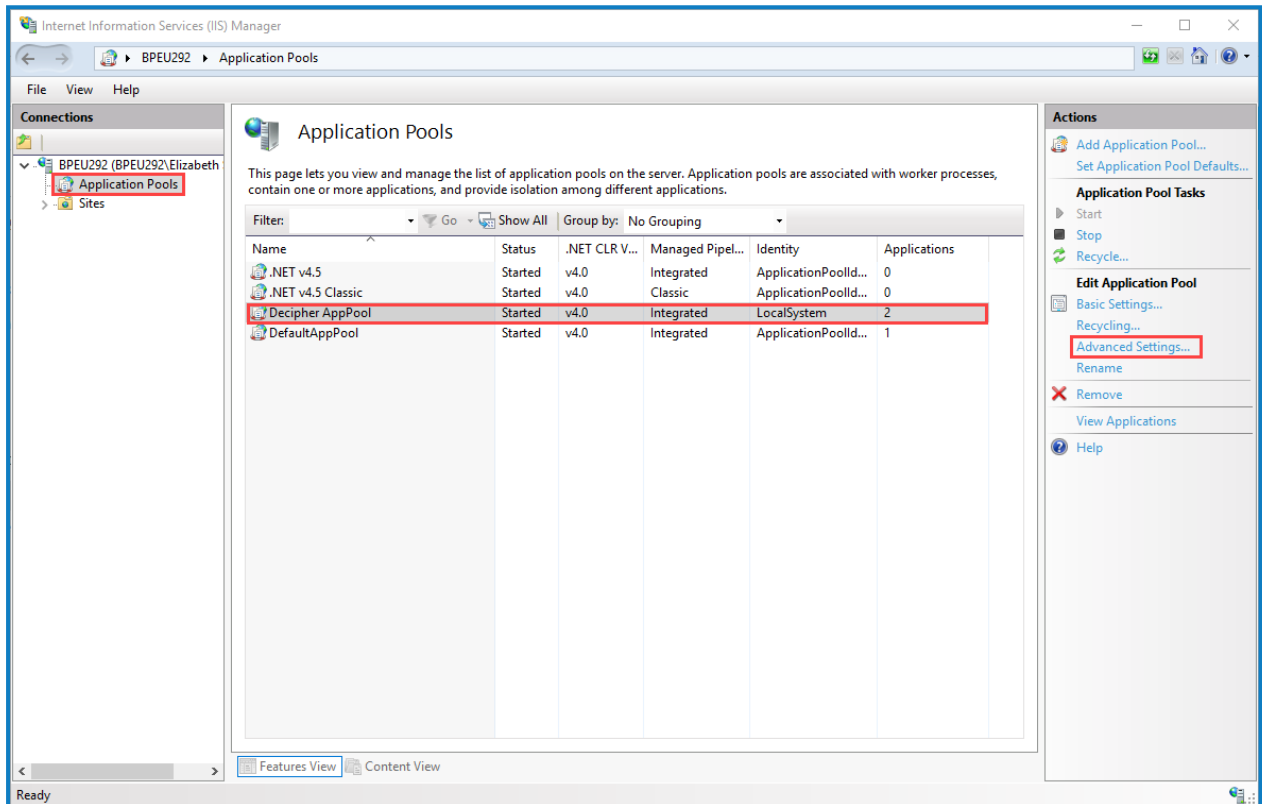 Internet Information Services (IIS) Manager
BPEU292 Application Pools
File View Help
Connections
BPEU292 (BPEU292\Elizabeth
Application Pools
Sites
Application Pools
This page lets you view and manage the list of application pools on the server. Application pools are associated with worker processes,
contain one or more applications, and provide isolation among different applications.
Filter: Go Show All Group by: No Grouping
Name Status .NET CLR V... Managed Pipel... Identity Applications
.NET v4.5 Started v4.0 Integrated ApplicationPoolId... 0
.NET v4.5 Classic Started v4.0 Classic ApplicationPoolId... 0
Decipher AppPool Started v4.0 Integrated LocalSystem 2
DefaultAppPool Started v4.0 Integrated ApplicationPoolId... 1
Features View Content View
Actions
Add Application Pool...
Set Application Pool Defaults...
Application Pool Tasks
Start
Stop
Recycle...
Edit Application Pool
Basic Settings...
Recycling...
Advanced Settings...
Rename
Remove
View Applications
Help
Ready